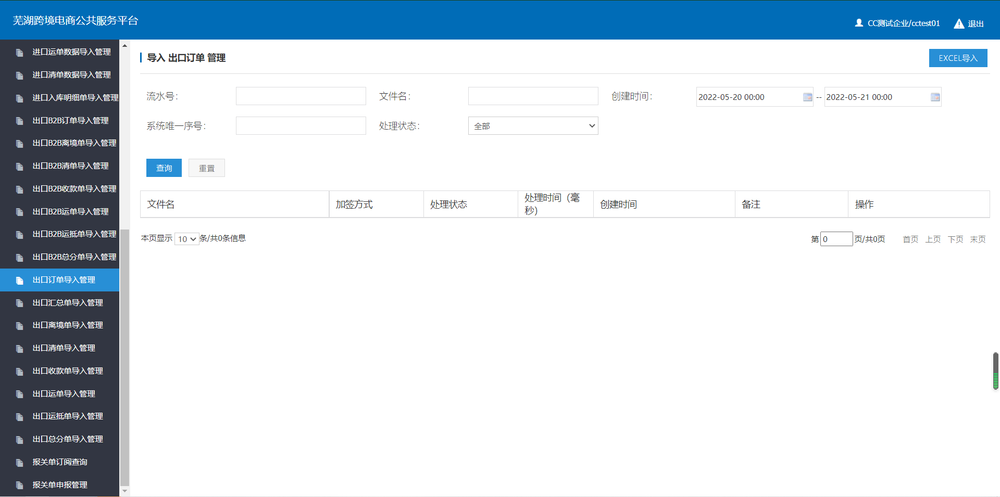 芜湖跨境电商公共服务平台
CC测试企业/cctest01
退出
进口运单数据导入管理
进口清单数据导入管理
进口入库明细单导入管理
出口B2B订单导入管理
出口B2B离境单导入管理
出口B2B清单导入管理
出口B2B收款单导入管理
出口B2B运单导入管理
出口B2B运抵单导入管理
出口B2B总分单导入管理
出口订单导入管理
出口汇总单导入管理
出口离境单导入管理
出口清单导入管理
出口收款单导入管理
出口运单导入管理
出口运抵单导入管理
出口总分单导入管理
报关单订阅查询
报关单申报管理
导入 出口订单 管理
EXCEL导入
流水号:
文件名:
创建时间: 2022-05-20 00:00 -- 2022-05-21 00:00
系统唯一序号:
处理状态: 全部
查询 重置
文件名 加签方式 处理状态 处理时间（毫秒） 创建时间 备注 操作
本页显示 10 条/共0条信息
第 0 页/共0页 首页 上页 下页 末页